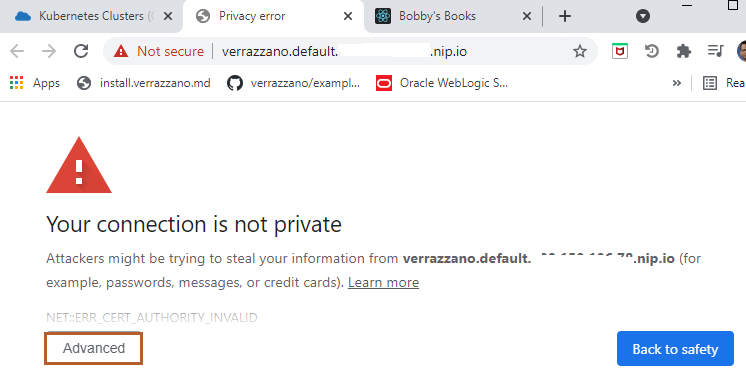 Kubernetes Clusters (
Privacy error
Bobby's Books
Not secure
verrazzano.default.
.nip.io
Apps
install.verrazzano.md
verrazzano/exampl...
Oracle WebLogic S...
»
Rea
Your connection is not private
Attackers might be trying to steal your information from verrazzano.default. .nip.io (for
example, passwords, messages, or credit cards). Learn more
NET::ERR_CERT_AUTHORITY_INVALID
Advanced
Back to safety